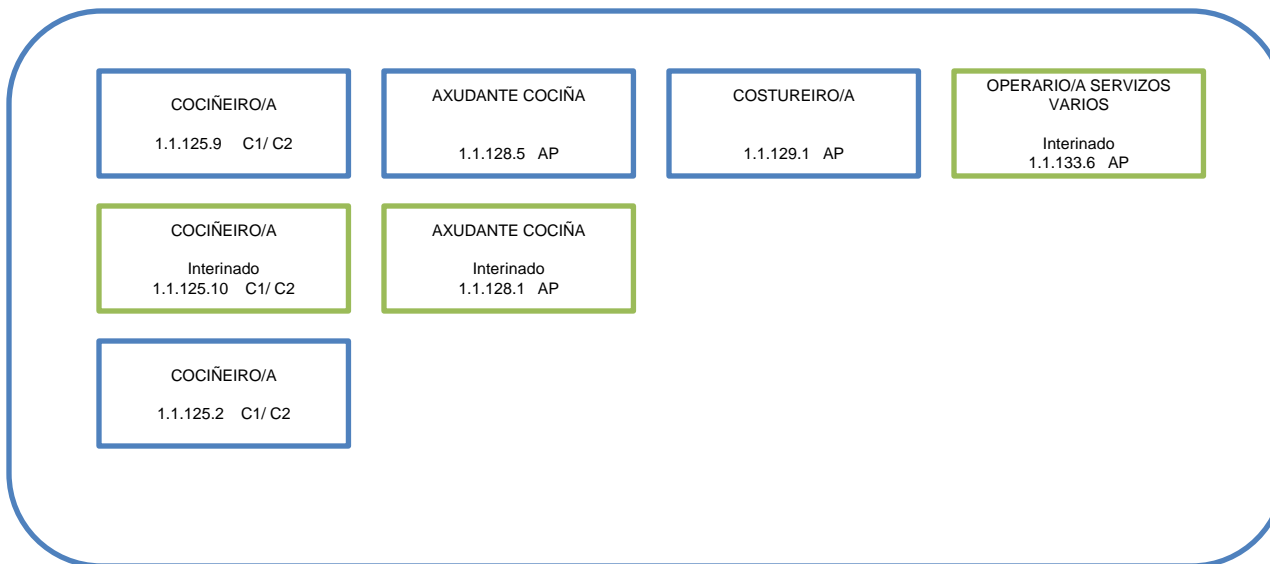 COCIÑEIRO/A
1.1.125.9 C1/ C2
AXUDANTE COCIÑA
1.1.128.5 AP
COSTUREIRO/A
1.1.129.1 AP
OPERARIO/A SERVIZOS
VARIOS
Interinado
1.1.133.6 AP
COCIÑEIRO/A
Interinado
1.1.125.10 C1/ C2
AXUDANTE COCIÑA
Interinado
1.1.128.1 AP
COCIÑEIRO/A
1.1.125.2 C1/ C2